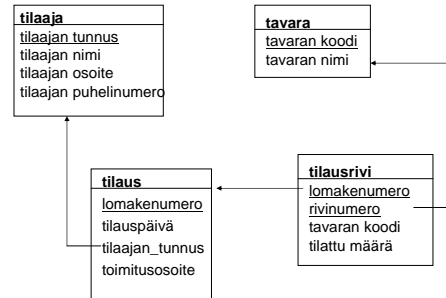 tilaaja
tilaajan tunnus
tilaajan nimi
tilaajan osoite
tilaajan puhelinumero
tavara
tavaran koodi
tavaran nimi
tilaus
lomakenumero
tilauspäivä
tilaajan_tunnus
toimitusosoite
tilausrivi
lomakenumero
rivinumero
tavaran koodi
tilattu määrä